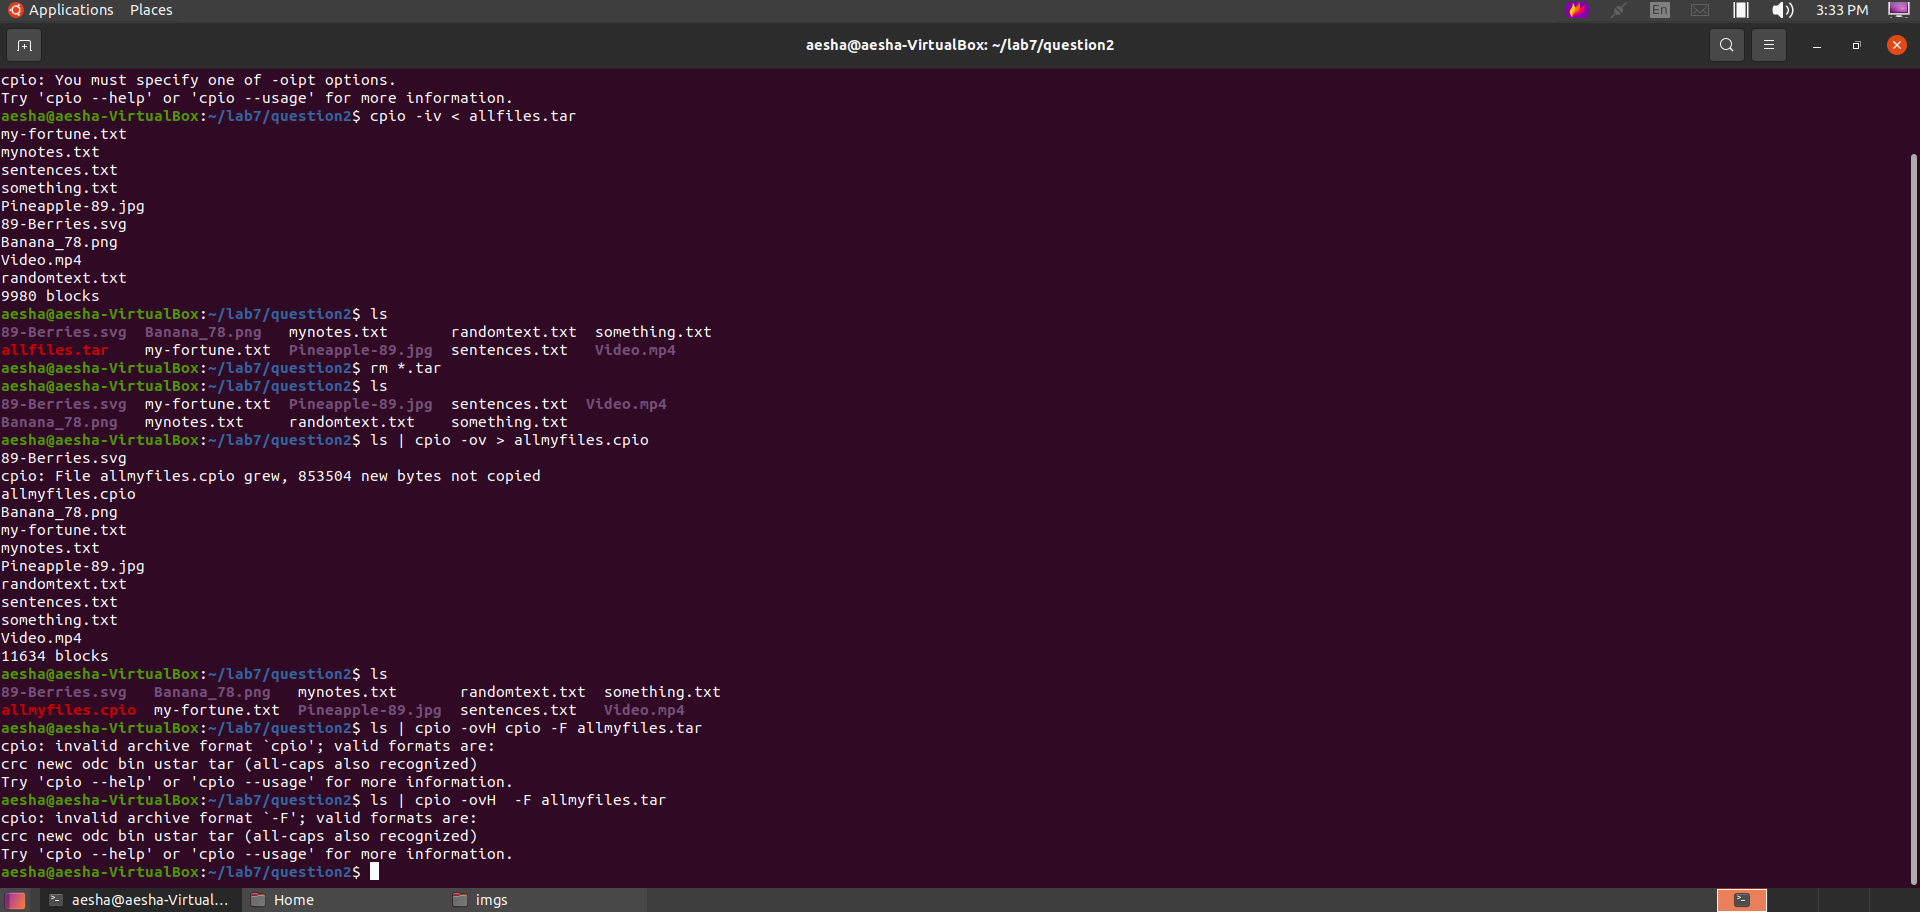 Applications Places En 3:33 PM
aesha@aesha-VirtualBox: ~/lab7/question2
cpio: You must specify one of -oipt options.
Try 'cpio --help' or 'cpio --usage' for more information.
aesha@aesha-VirtualBox:~/lab7/question2$ cpio -iv < allfiles.tar
my-fortune.txt
mynotes.txt
sentences.txt
something.txt
Pineapple-89.jpg
89-Berries.svg
Banana_78.png
Video.mp4
randomtext.txt
9980 blocks
aesha@aesha-VirtualBox:~/lab7/question2$ ls
89-Berries.svg  Banana_78.png   mynotes.txt       randomtext.txt  something.txt
allfiles.tar    my-fortune.txt  Pineapple-89.jpg  sentences.txt   Video.mp4
aesha@aesha-VirtualBox:~/lab7/question2$ rm *.tar
aesha@aesha-VirtualBox:~/lab7/question2$ ls
89-Berries.svg  my-fortune.txt  Pineapple-89.jpg  sentences.txt  Video.mp4
Banana_78.png   mynotes.txt     randomtext.txt    something.txt
aesha@aesha-VirtualBox:~/lab7/question2$ ls | cpio -ov > allmyfiles.cpio
89-Berries.svg
cpio: File allmyfiles.cpio grew, 853504 new bytes not copied
allmyfiles.cpio
Banana_78.png
my-fortune.txt
mynotes.txt
Pineapple-89.jpg
randomtext.txt
sentences.txt
something.txt
Video.mp4
11634 blocks
aesha@aesha-VirtualBox:~/lab7/question2$ ls
89-Berries.svg   Banana_78.png   mynotes.txt       randomtext.txt  something.txt
allmyfiles.cpio  my-fortune.txt  Pineapple-89.jpg  sentences.txt   Video.mp4
aesha@aesha-VirtualBox:~/lab7/question2$ ls | cpio -ovH cpio -F allmyfiles.tar
cpio: invalid archive format `cpio'; valid formats are:
crc newc odc bin ustar tar (all-caps also recognized)
Try 'cpio --help' or 'cpio --usage' for more information.
aesha@aesha-VirtualBox:~/lab7/question2$ ls | cpio -ovH  -F allmyfiles.tar
cpio: invalid archive format `-F'; valid formats are:
crc newc odc bin ustar tar (all-caps also recognized)
Try 'cpio --help' or 'cpio --usage' for more information.
aesha@aesha-VirtualBox:~/lab7/question2$
aesha@aesha-Virtual... Home imgs